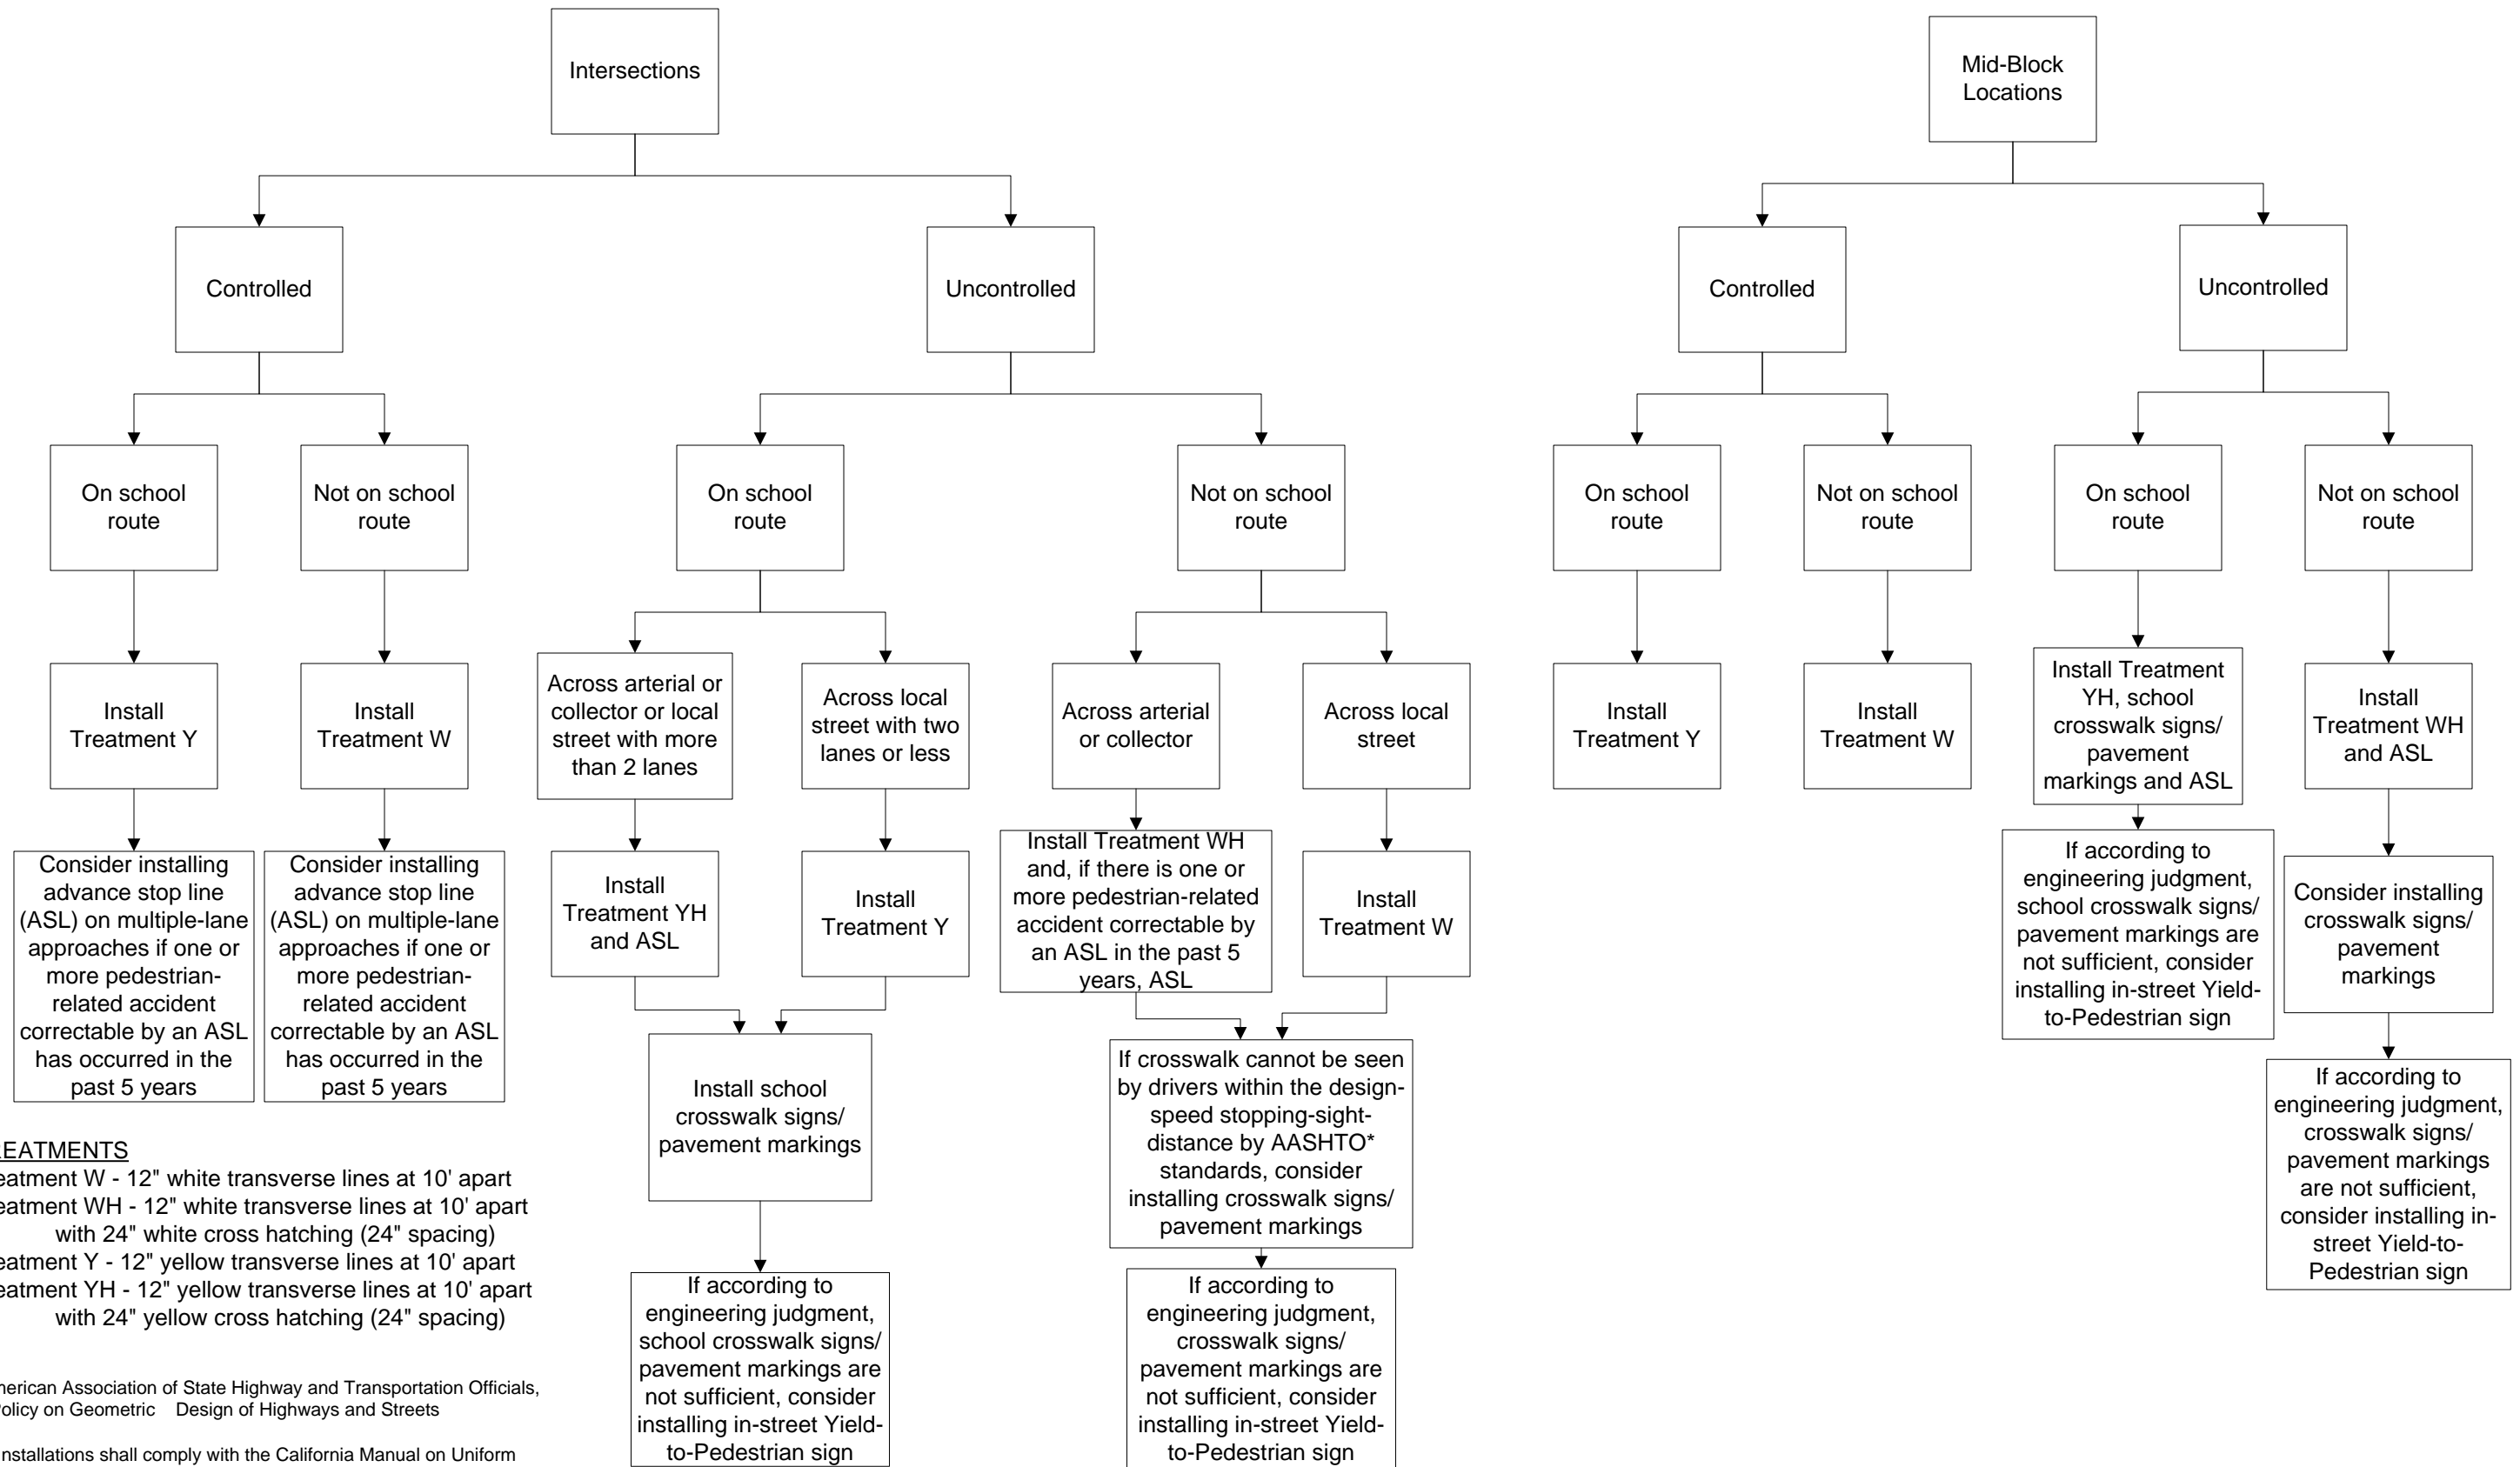 Intersections
Mid-Block
Locations
Controlled
Uncontrolled
Controlled
Uncontrolled
On school
route
Not on school
route
On school
route
Not on school
route
On school
route
Not on school
route
On school
route
Not on school
route
Install
Treatment Y
Install
Treatment W
Across arterial or
collector or local
street with more
than 2 lanes
Across local
street with two
lanes or less
Across arterial
or collector
Across local
street
Install
Treatment Y
Install
Treatment W
Install Treatment
YH, school
crosswalk signs/
pavement
markings and ASL
Install
Treatment WH
and ASL
Consider installing
advance stop line
(ASL) on multiple-lane
approaches if one or
more pedestrian-
related accident
correctable by an ASL
has occurred in the
past 5 years
Consider installing
advance stop line
(ASL) on multiple-lane
approaches if one or
more pedestrian-
related accident
correctable by an ASL
has occurred in the
past 5 years
Install
Treatment YH
and ASL
Install
Treatment Y
Install Treatment WH
and, if there is one or
more pedestrian-related
accident correctable by
an ASL in the past 5
years, ASL
Install
Treatment W
If according to
engineering judgment,
school crosswalk signs/
pavement markings are
not sufficient, consider
installing in-street Yield-
to-Pedestrian sign
Consider installing
crosswalk signs/
pavement
markings
Install school
crosswalk signs/
pavement markings
If crosswalk cannot be seen
by drivers within the design-
speed stopping-sight-
distance by AASHTO*
standards, consider
installing crosswalk signs/
pavement markings
If according to
engineering judgment,
crosswalk signs/
pavement markings
are not sufficient,
consider installing in-
street Yield-to-
Pedestrian sign
If according to
engineering judgment,
school crosswalk signs/
pavement markings are
not sufficient, consider
installing in-street Yield-
to-Pedestrian sign
If according to
engineering judgment,
crosswalk signs/
pavement markings are
not sufficient, consider
installing in-street Yield-
to-Pedestrian sign
EATMENTS
eatment W - 12" white transverse lines at 10' apart
eatment WH - 12" white transverse lines at 10' apart
with 24" white cross hatching (24" spacing)
eatment Y - 12" yellow transverse lines at 10' apart
eatment YH - 12" yellow transverse lines at 10' apart
with 24" yellow cross hatching (24" spacing)
merican Association of State Highway and Transportation Officials,
Policy on Geometric Design of Highways and Streets
nstallations shall comply with the California Manual on Uniform